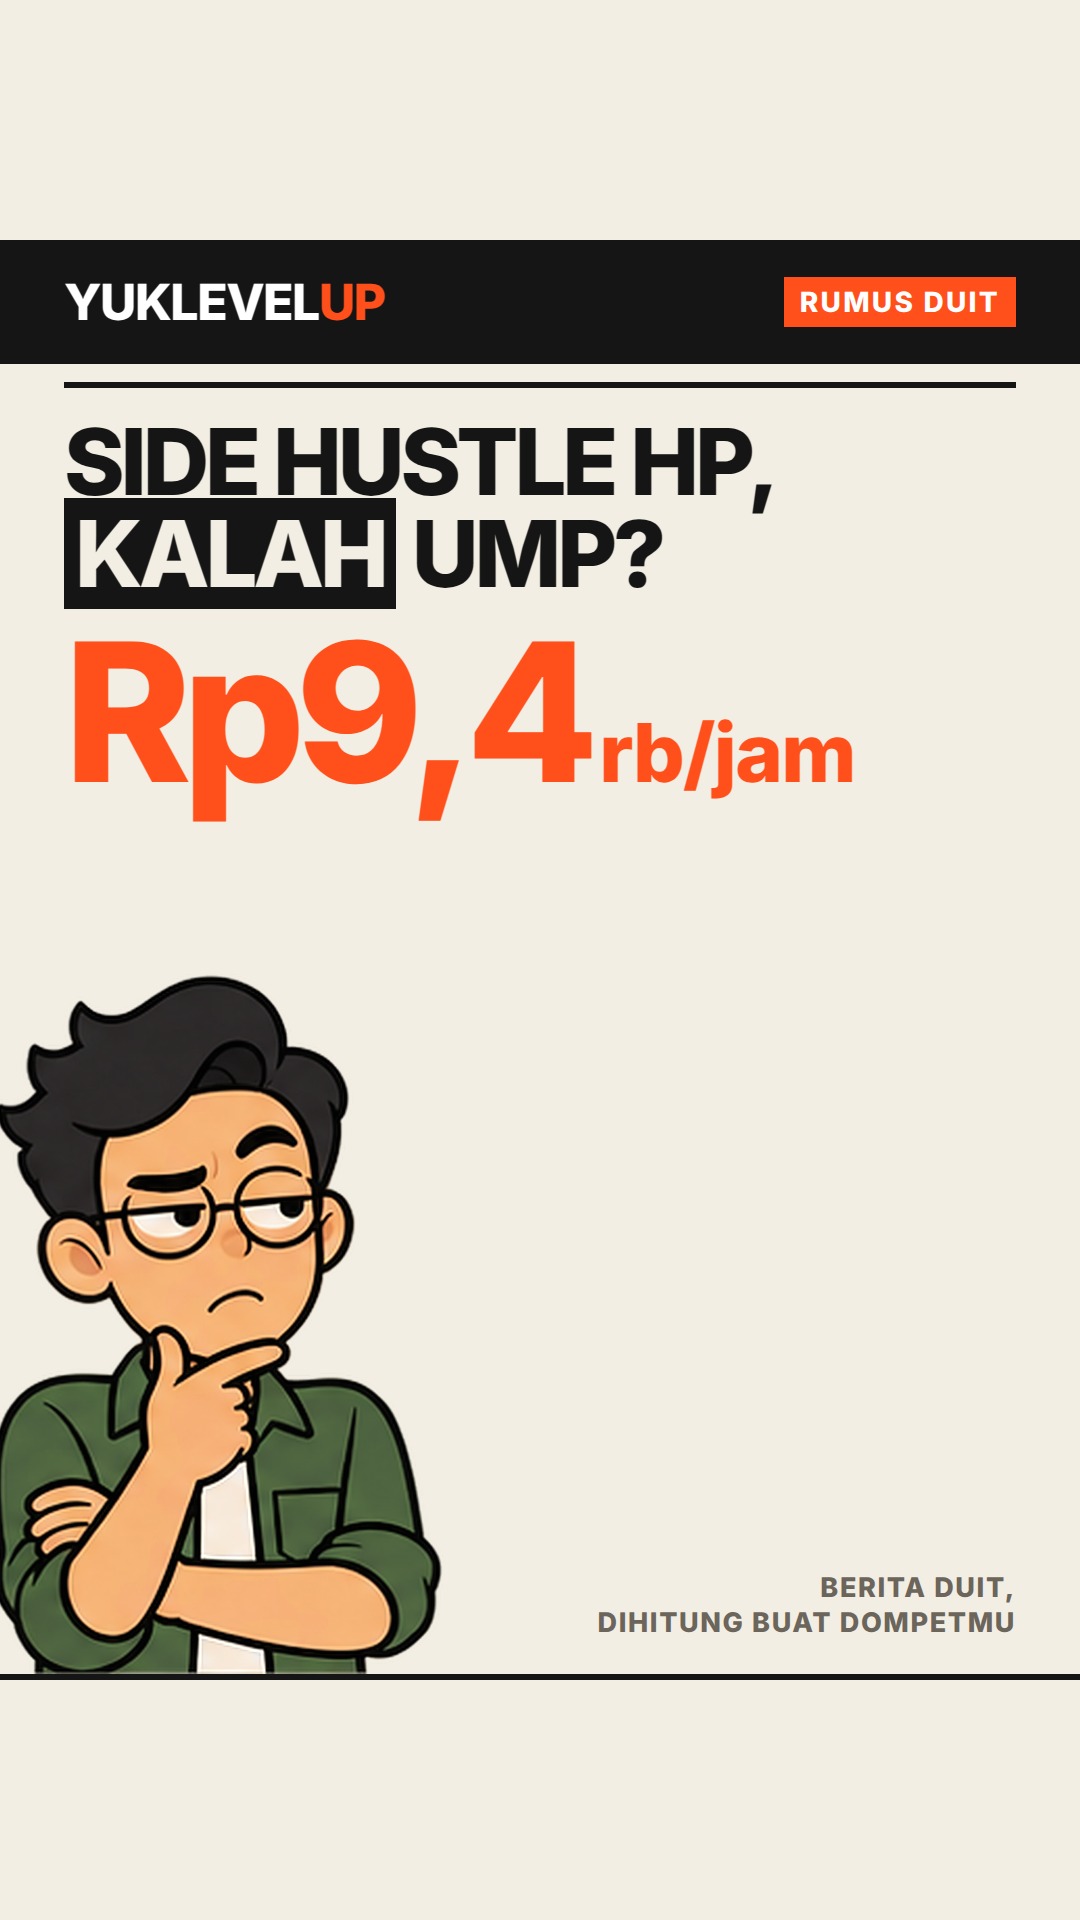 YUKLEVELUP
RUMUS DUIT
SIDE HUSTLE HP,
KALAH UMP?
Rp9,4rb/jam
BERITA DUIT,
DIHITUNG BUAT DOMPETMU